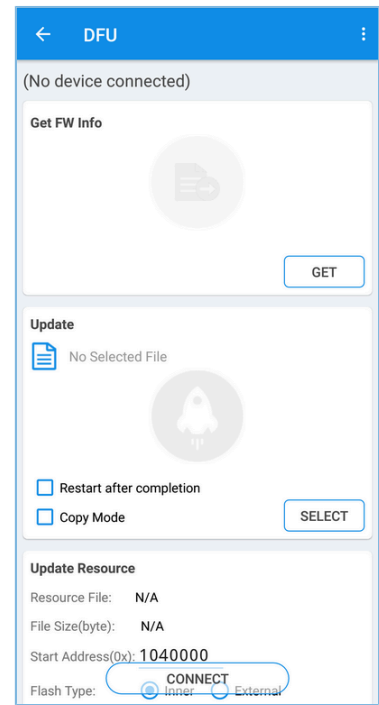 DFU
(No device connected)
Get FW Info
GET
Update
No Selected File
Restart after completion
Copy Mode
SELECT
Update Resource
Resource File: N/A
File Size(byte): N/A
Start Address(0x): 1040000
CONNECT
Flash Type: Inner External